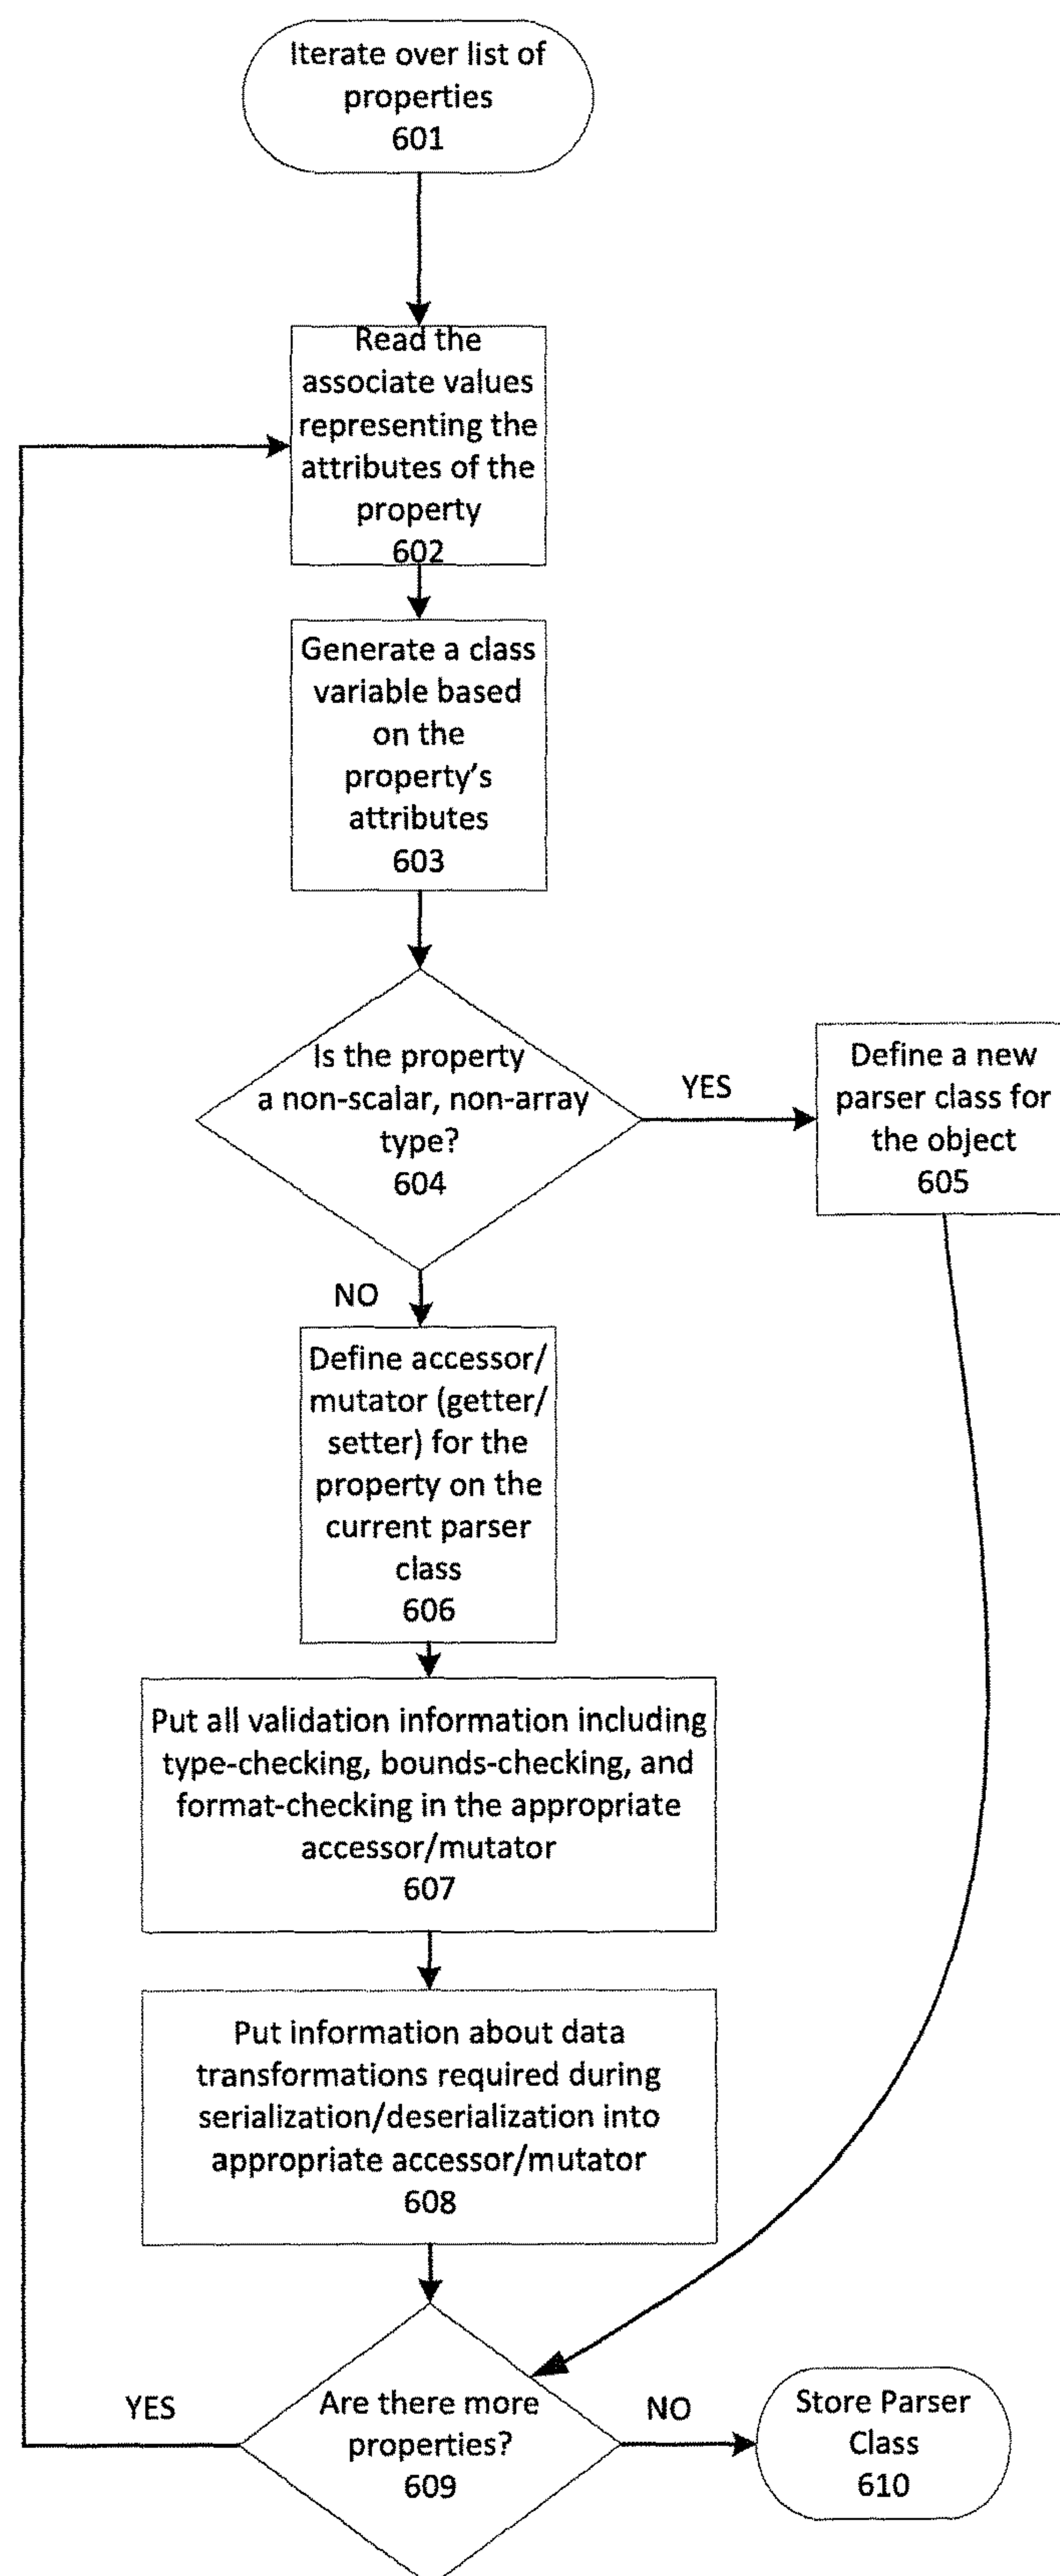 Iterate over list of
properties
601
Read the
associate values
representing the
attributes of the
property
602
Generate a class
variable based
on the
property's
attributes
603
Is the property
a non-scalar, non-array
type?
604
YES
Define a new
parser class for
the object
605
NO
Define accessor/
mutator (getter/
setter) for the
property on the
current parser
class
606
Put all validation information including
type-checking, bounds-checking, and
format-checking in the appropriate
accessor/mutator
607
Put information about data
transformations required during
serialization/deserialization into
appropriate accessor/mutator
608
YES
Are there more
properties?
609
NO
Store Parser
Class
610